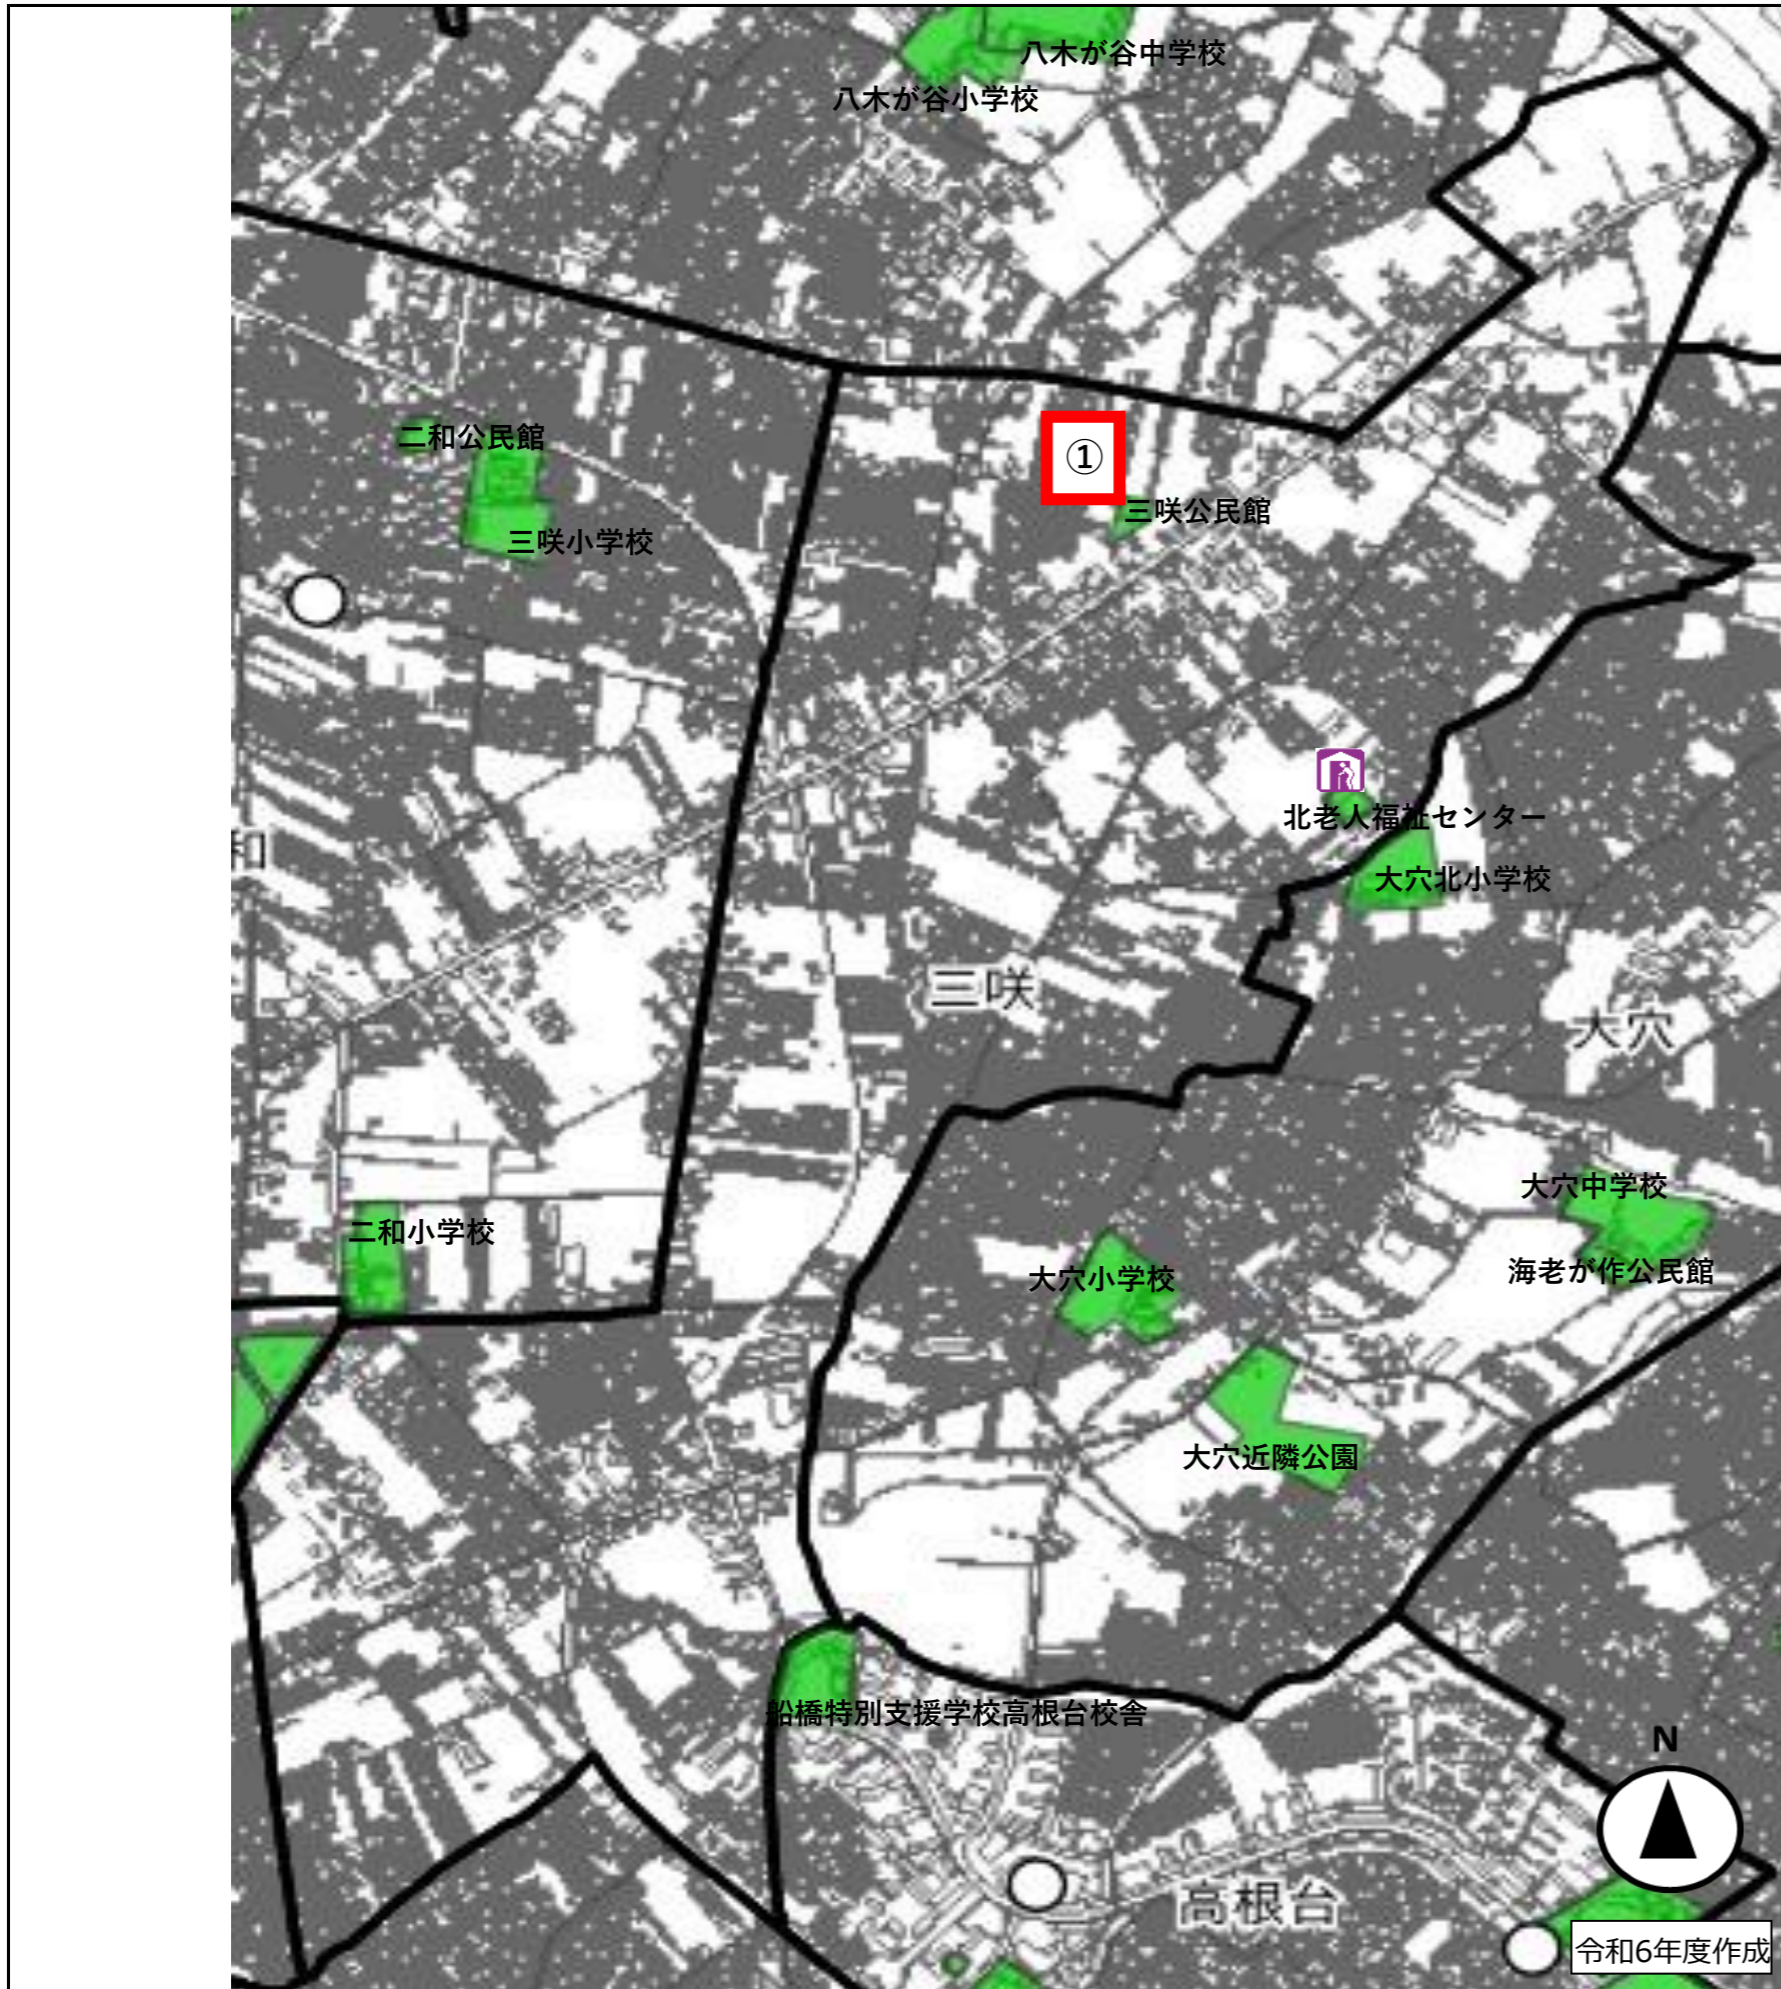 八木が谷中学校
八木が谷小学校
二和公民館
①
三咲公民館
三咲小学校
北老人福祉センター
和
大穴北小学校
三咲
大穴
大穴中学校
二和小学校
海老が作公民館
大穴小学校
大穴近隣公園
船橋特別支援学校高根台校舎
N
高根台
令和6年度作成